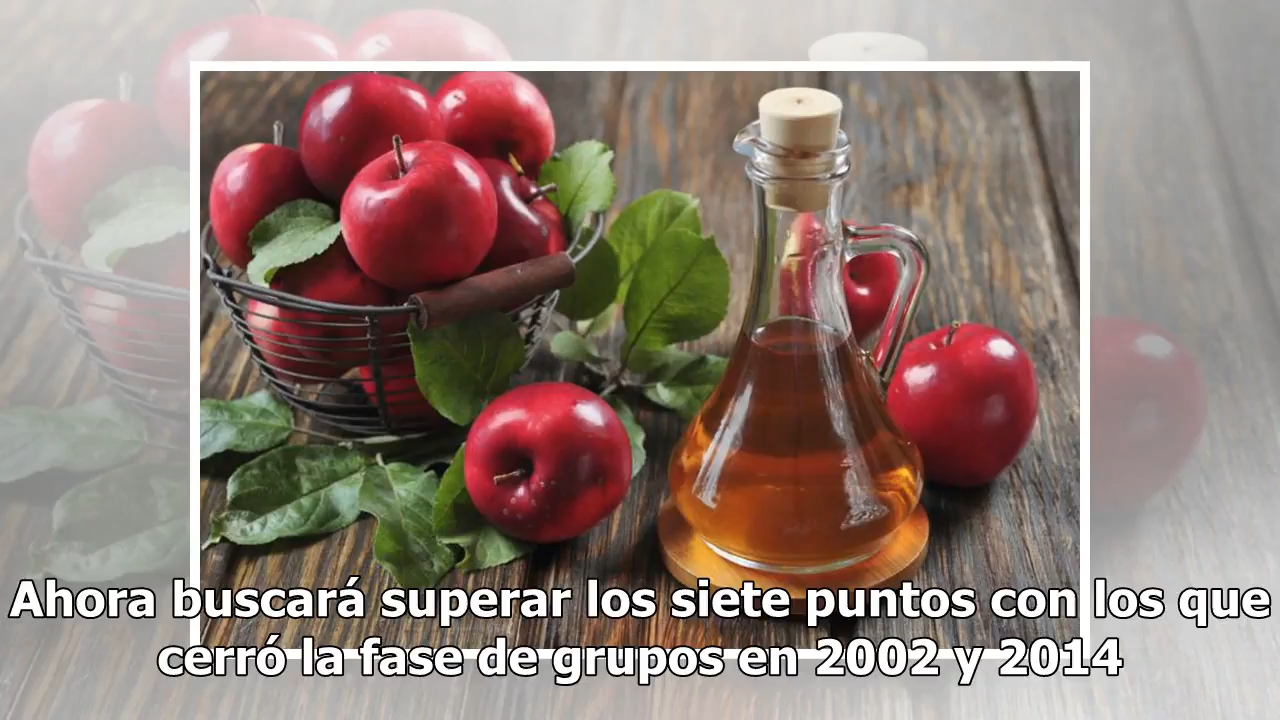 Ahora buscará superar los siete puntos con los que
cerró la fase de grupos en 2002 y 2014